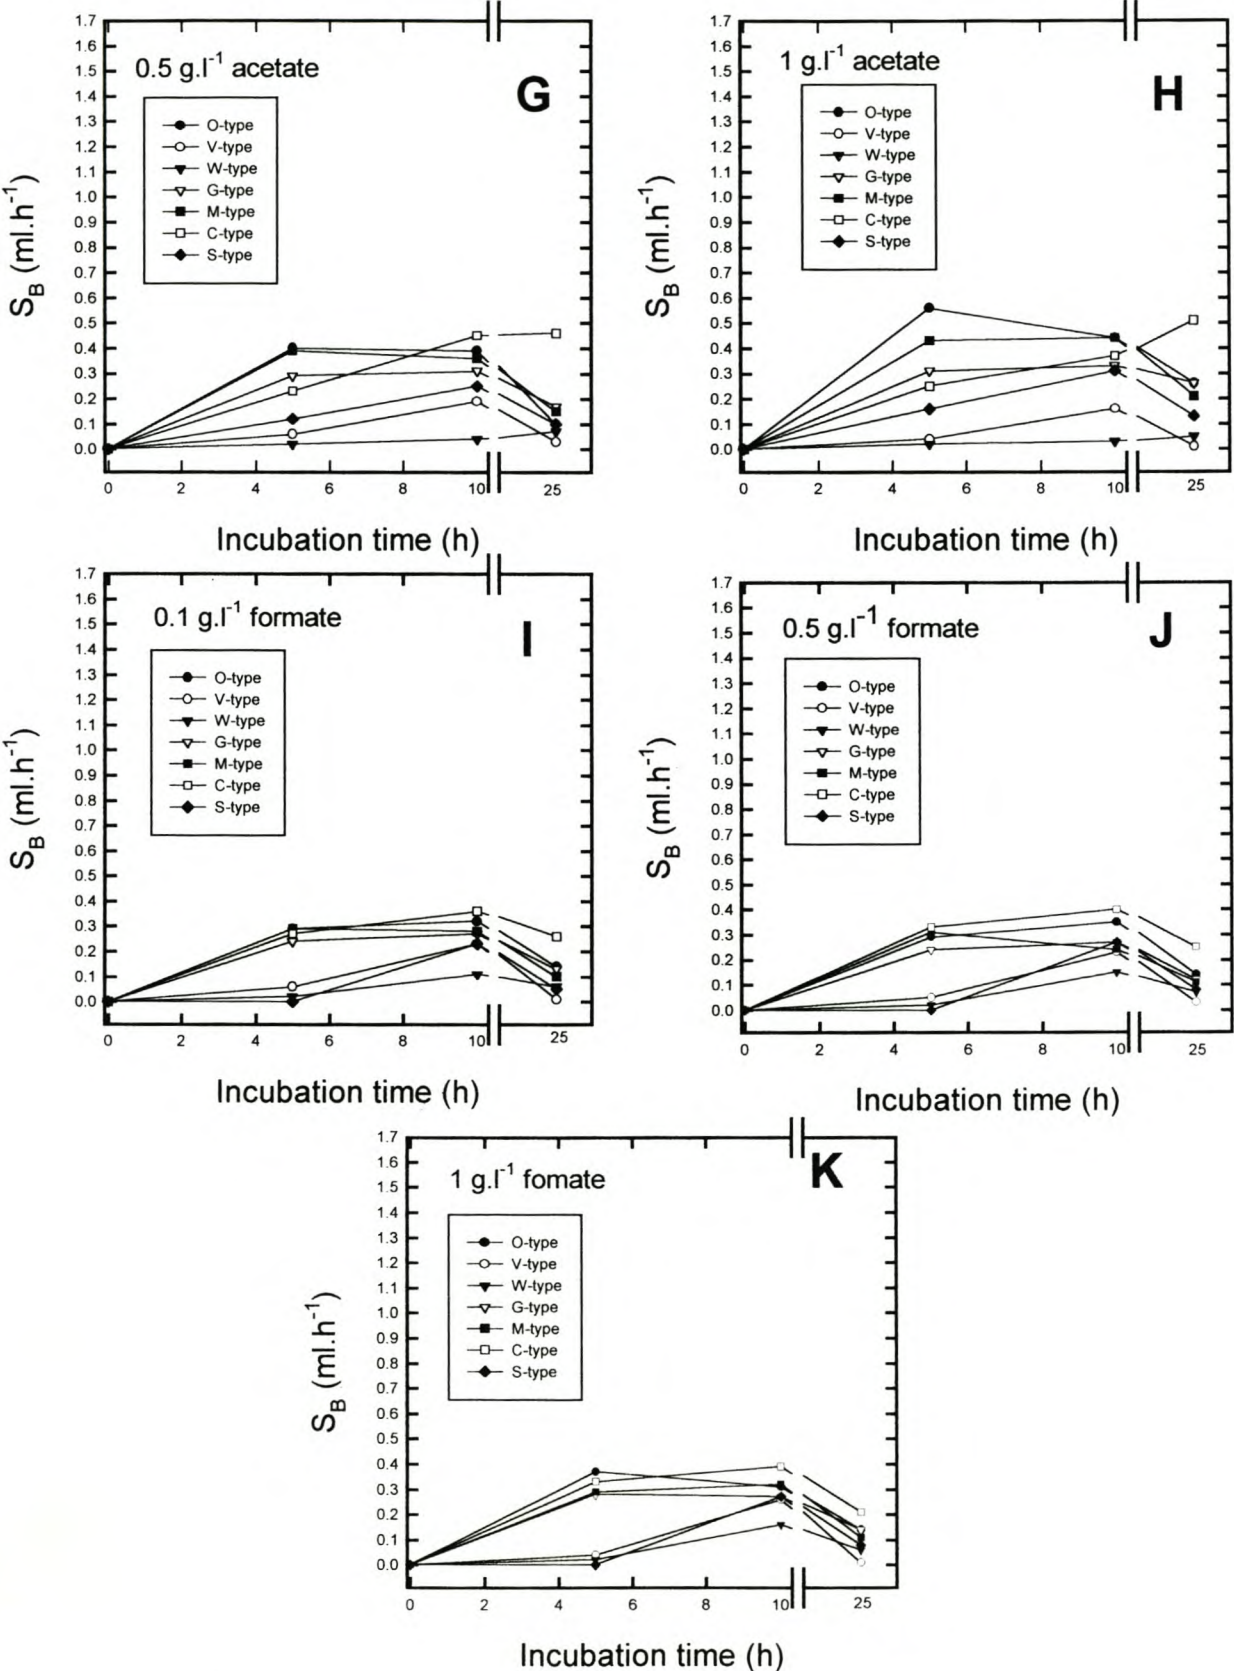 0.5 g.l-1 acetate
G
O-type
V-type
W-type
G-type
M-type
C-type
S-type
SB (ml.h-1)
1.7
1.6
1.5
1.4
1.3
1.2
1.1
1.0
0.9
0.8
0.7
0.6
0.5
0.4
0.3
0.2
0.1
0.0
0 2 4 6 8 10 25
Incubation time (h)
1 g.l-1 acetate
H
O-type
V-type
W-type
G-type
M-type
C-type
S-type
SB (ml.h-1)
1.7
1.6
1.5
1.4
1.3
1.2
1.1
1.0
0.9
0.8
0.7
0.6
0.5
0.4
0.3
0.2
0.1
0.0
0 2 4 6 8 10 25
Incubation time (h)
0.1 g.l-1 formate
I
O-type
V-type
W-type
G-type
M-type
C-type
S-type
SB (ml.h-1)
1.7
1.6
1.5
1.4
1.3
1.2
1.1
1.0
0.9
0.8
0.7
0.6
0.5
0.4
0.3
0.2
0.1
0.0
0 2 4 6 8 10 25
Incubation time (h)
0.5 g.l-1 formate
J
O-type
V-type
W-type
G-type
M-type
C-type
S-type
SB (ml.h-1)
1.7
1.6
1.5
1.4
1.3
1.2
1.1
1.0
0.9
0.8
0.7
0.6
0.5
0.4
0.3
0.2
0.1
0.0
0 2 4 6 8 10 25
Incubation time (h)
1 g.l-1 fomate
K
O-type
V-type
W-type
G-type
M-type
C-type
S-type
SB (ml.h-1)
1.7
1.6
1.5
1.4
1.3
1.2
1.1
1.0
0.9
0.8
0.7
0.6
0.5
0.4
0.3
0.2
0.1
0.0
0 2 4 6 8 10 25
Incubation time (h)